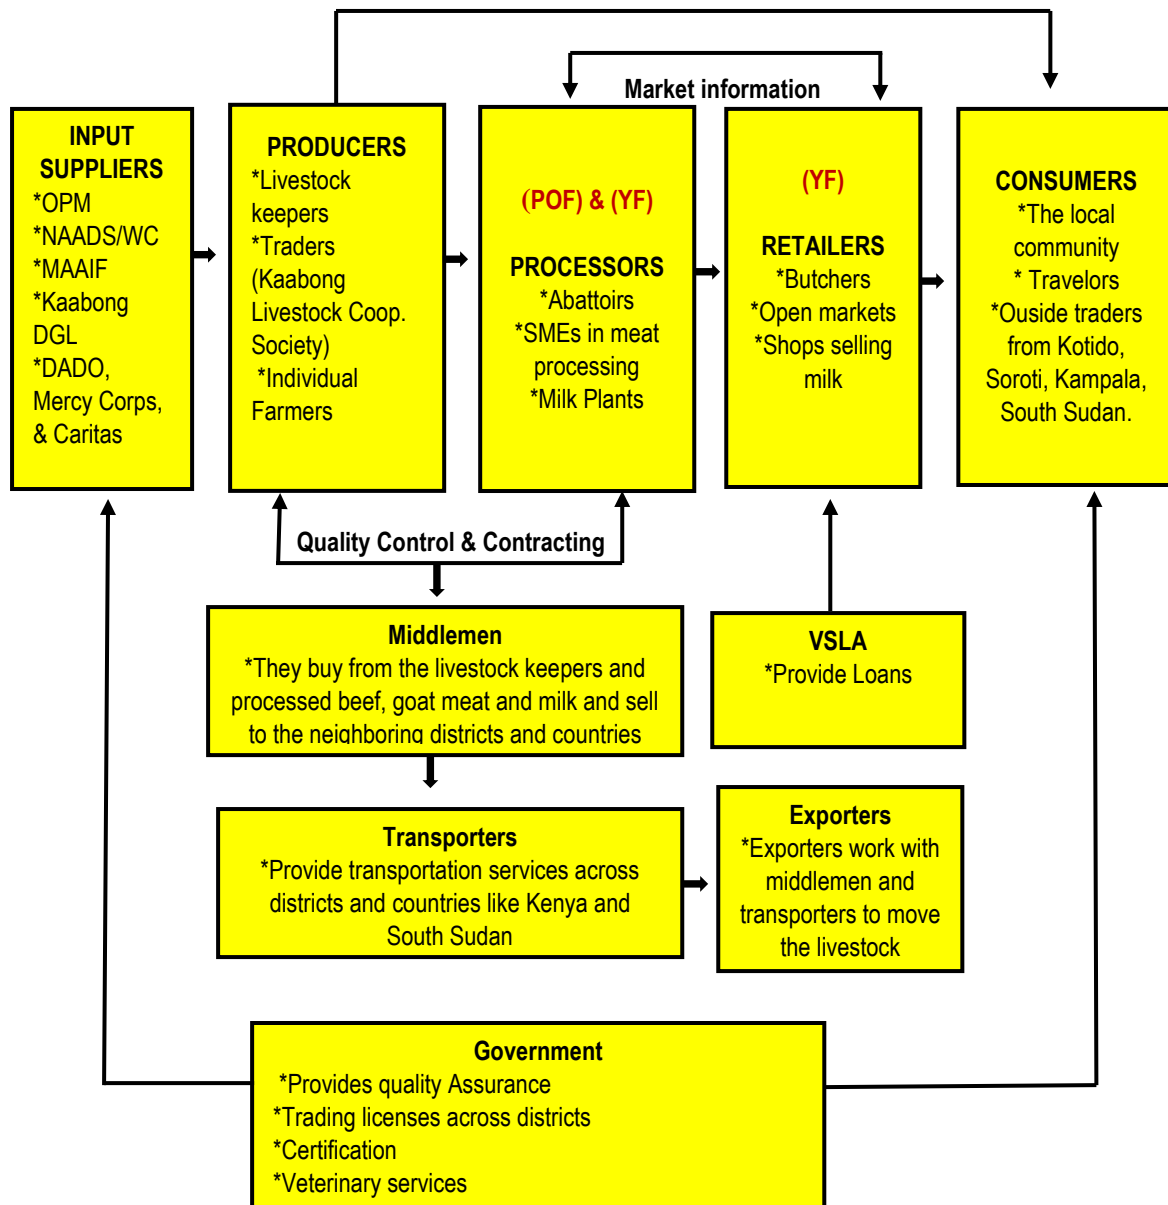 Market information
INPUT
SUPPLIERS
*OPM
*NAADS/WC
*MAAIF
*Kaabong
DGL
*DADO,
Mercy Corps,
& Caritas
PRODUCERS
*Livestock
keepers
*Traders
(Kaabong
Livestock Coop.
Society)
*Individual
Farmers
(POF) & (YF)
PROCESSORS
*Abattoirs
*SMEs in meat
processing
*Milk Plants
(YF)
RETAILERS
*Butchers
*Open markets
*Shops selling
milk
CONSUMERS
*The local
community
* Travelors
*Ouside traders
from Kotido,
Soroti, Kampala,
South Sudan.
Quality Control & Contracting
Middlemen
*They buy from the livestock keepers and
processed beef, goat meat and milk and sell
to the neighboring districts and countries
VSLA
*Provide Loans
Transporters
*Provide transportation services across
districts and countries like Kenya and
South Sudan
Exporters
*Exporters work with
middlemen and
transporters to move
the livestock
Government
*Provides quality Assurance
*Trading licenses across districts
*Certification
*Veterinary services